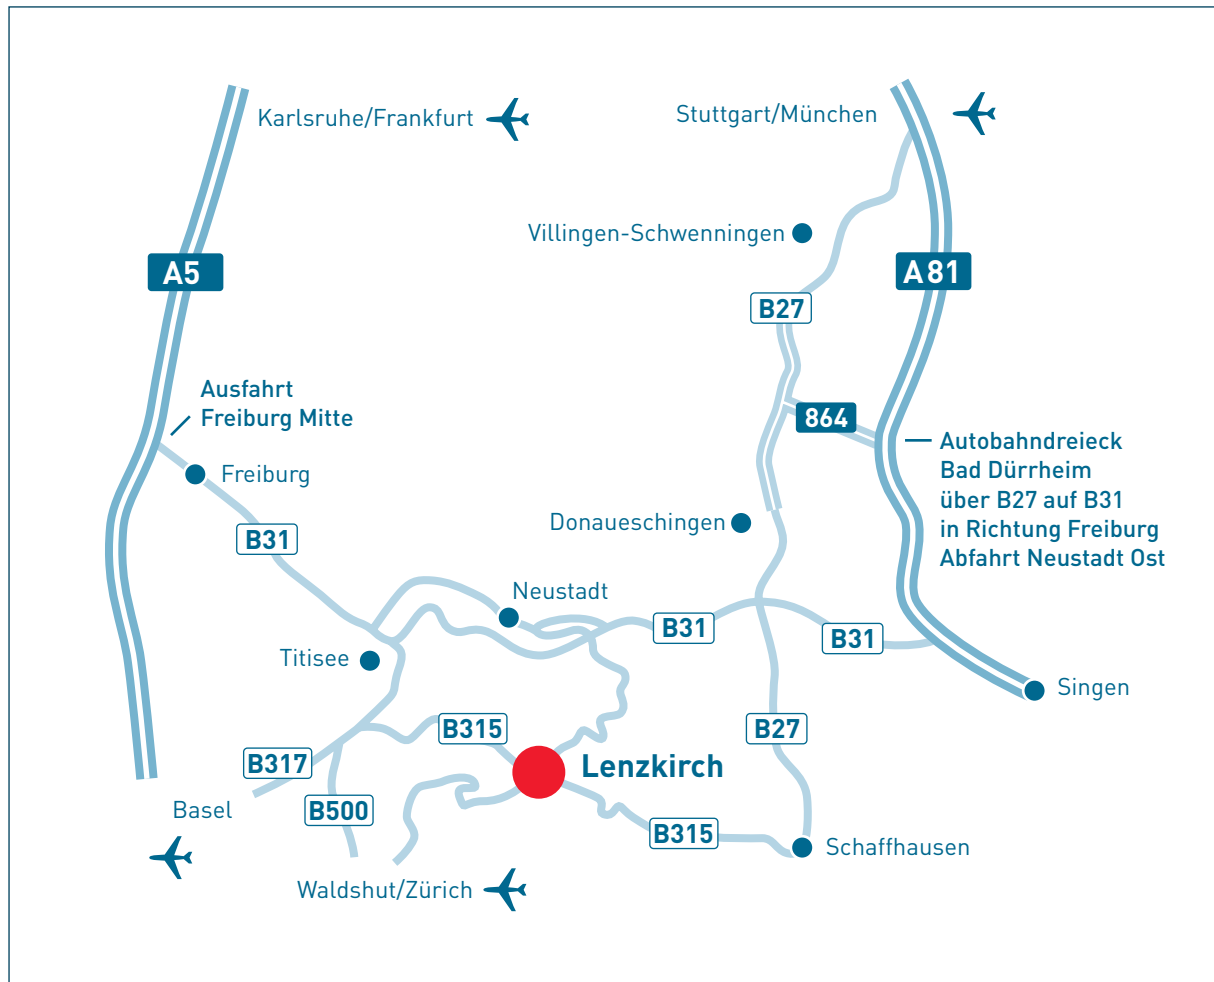 Karlsruhe/Frankfurt
Stuttgart/München
Villingen-Schwenningen
A5
A81
B27
Ausfahrt
Freiburg Mitte
864
Autobahndreieck
Bad Dürrheim
über B27 auf B31
in Richtung Freiburg
Abfahrt Neustadt Ost
Freiburg
Donaueschingen
B31
Neustadt
B31
B31
Titisee
Singen
B315
B27
B317
Lenzkirch
Basel
B500
B315
Schaffhausen
Waldshut/Zürich